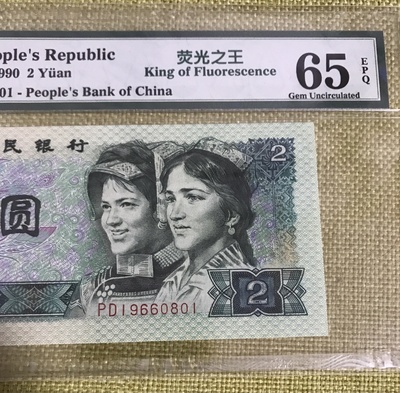 ople's Republic
990 2 Yüan
01 - People's Bank of China
荧光之王
King of Fluorescence
65 EPQ
Gem Uncirculated
民银行
2
圆
PD19660801
2